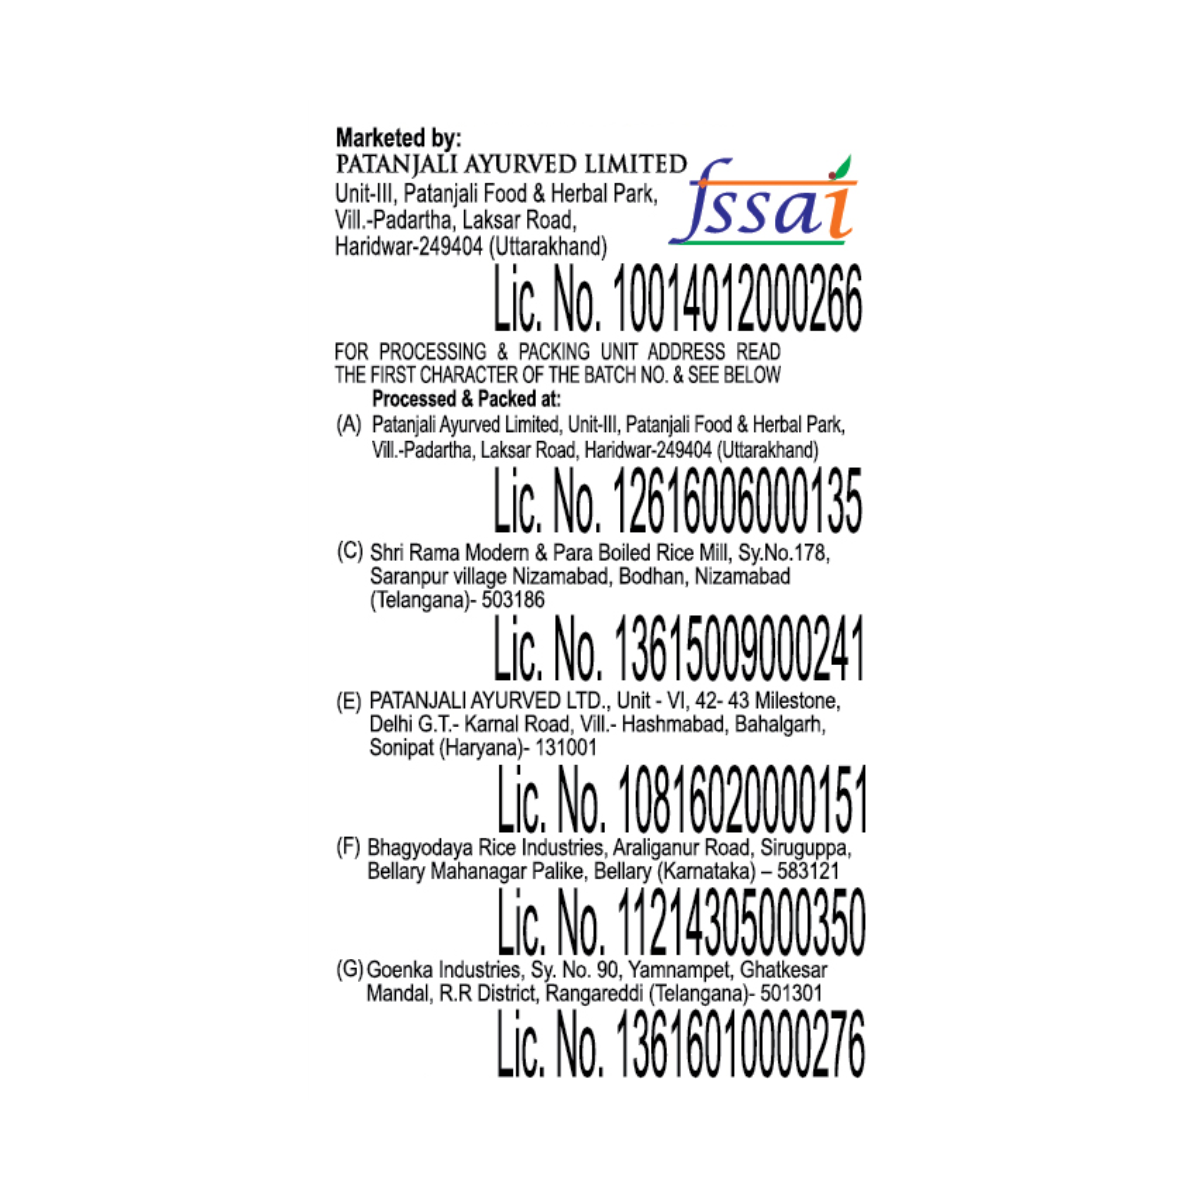 Marketed by:
PATANJALI AYURVED LIMITED
fssai
Unit-III, Patanjali Food & Herbal Park,
Vill.-Padartha, Laksar Road,
Haridwar-249404 (Uttarakhand)
Lic. No. 10014012000266
FOR PROCESSING & PACKING UNIT ADDRESS READ
THE FIRST CHARACTER OF THE BATCH NO. & SEE BELOW
Processed & Packed at:
(A) Patanjali Ayurved Limited, Unit-III, Patanjali Food & Herbal Park,
Vill.-Padartha, Laksar Road, Haridwar-249404 (Uttarakhand)
Lic. No. 12616006000135
(C) Shri Rama Modern & Para Boiled Rice Mill, Sy.No.178,
Saranpur village Nizamabad, Bodhan, Nizamabad
(Telangana)- 503186
Lic. No. 13615009000241
(E) PATANJALI AYURVED LTD., Unit - VI, 42- 43 Milestone,
Delhi G.T.- Karnal Road, Vill.- Hashmabad, Bahalgarh,
Sonipat (Haryana)- 131001
Lic. No. 10816020000151
(F) Bhagyodaya Rice Industries, Araliganur Road, Siruguppa,
Bellary Mahanagar Palike, Bellary (Karnataka) – 583121
Lic. No. 11214305000350
(G) Goenka Industries, Sy. No. 90, Yamnampet, Ghatkesar
Mandal, R.R District, Rangareddi (Telangana)- 501301
Lic. No. 13616010000276